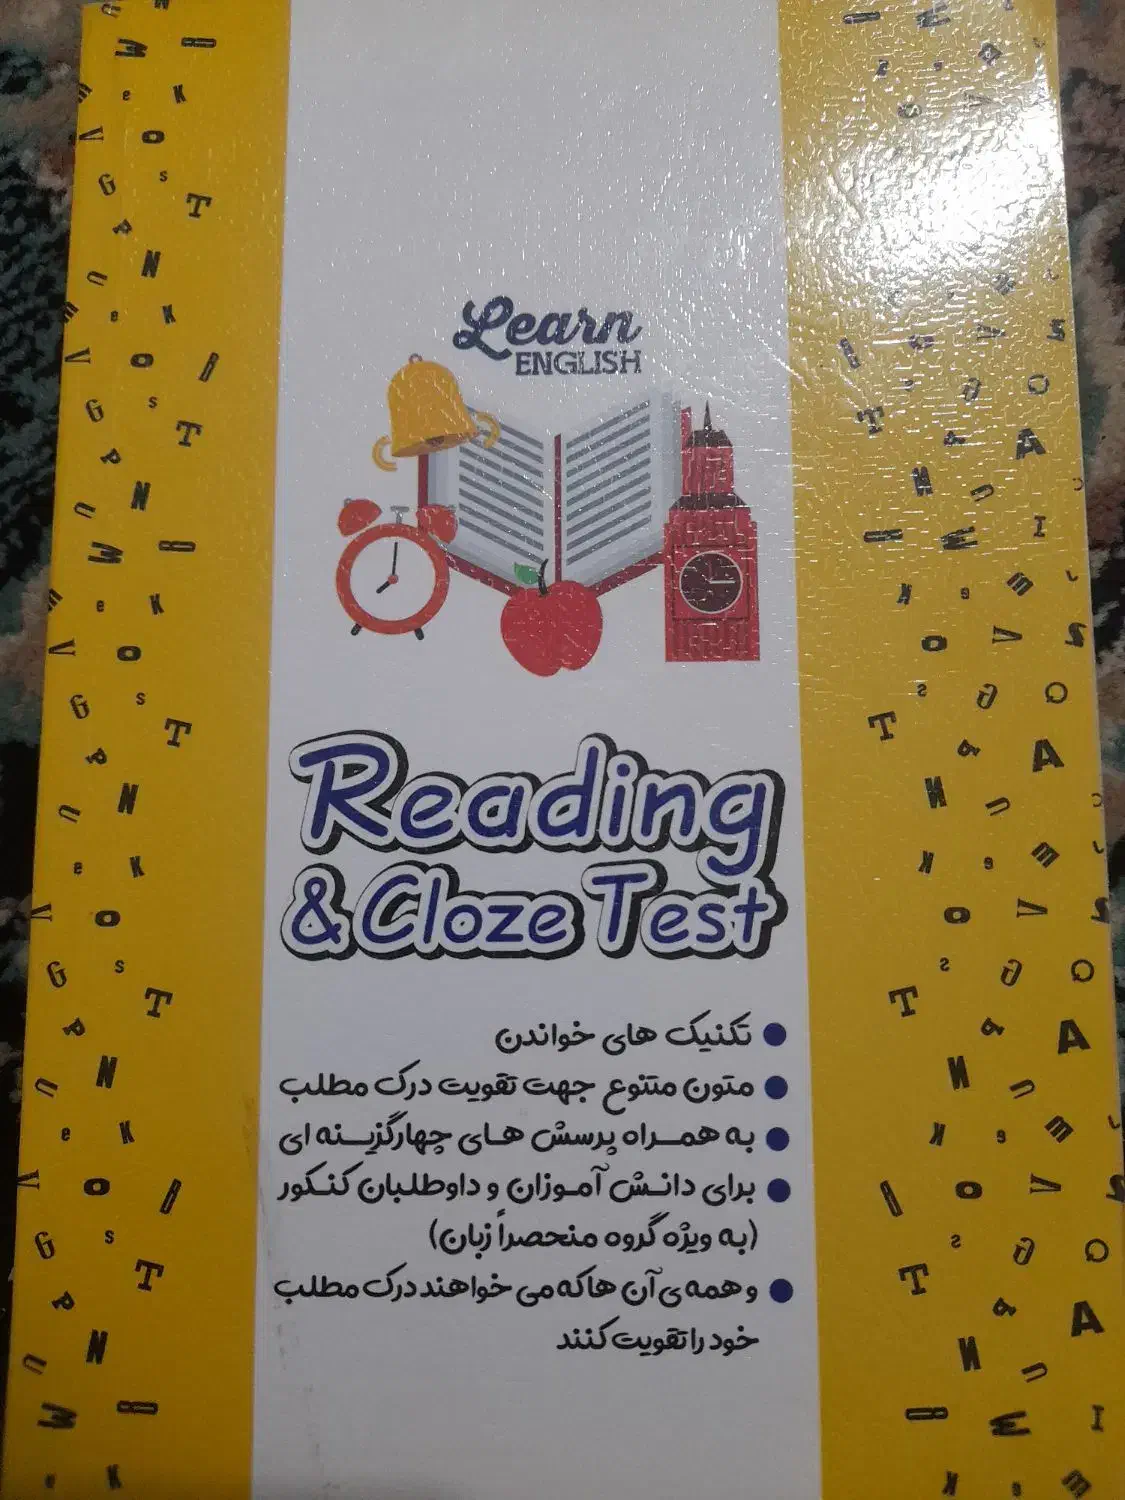 Learn
ENGLISH
Reading
& Cloze Test
تکنیک های خواندن
متون متنوع جهت تقویت درک مطلب
به همراه پرسش های چهارگزینه ای
برای دانش آموزان و داوطلبان کنکور
(به ویژه گروه منحصراً زبان)
و همه ی آن ها که می خواهند درک مطلب
خود را تقویت کنند